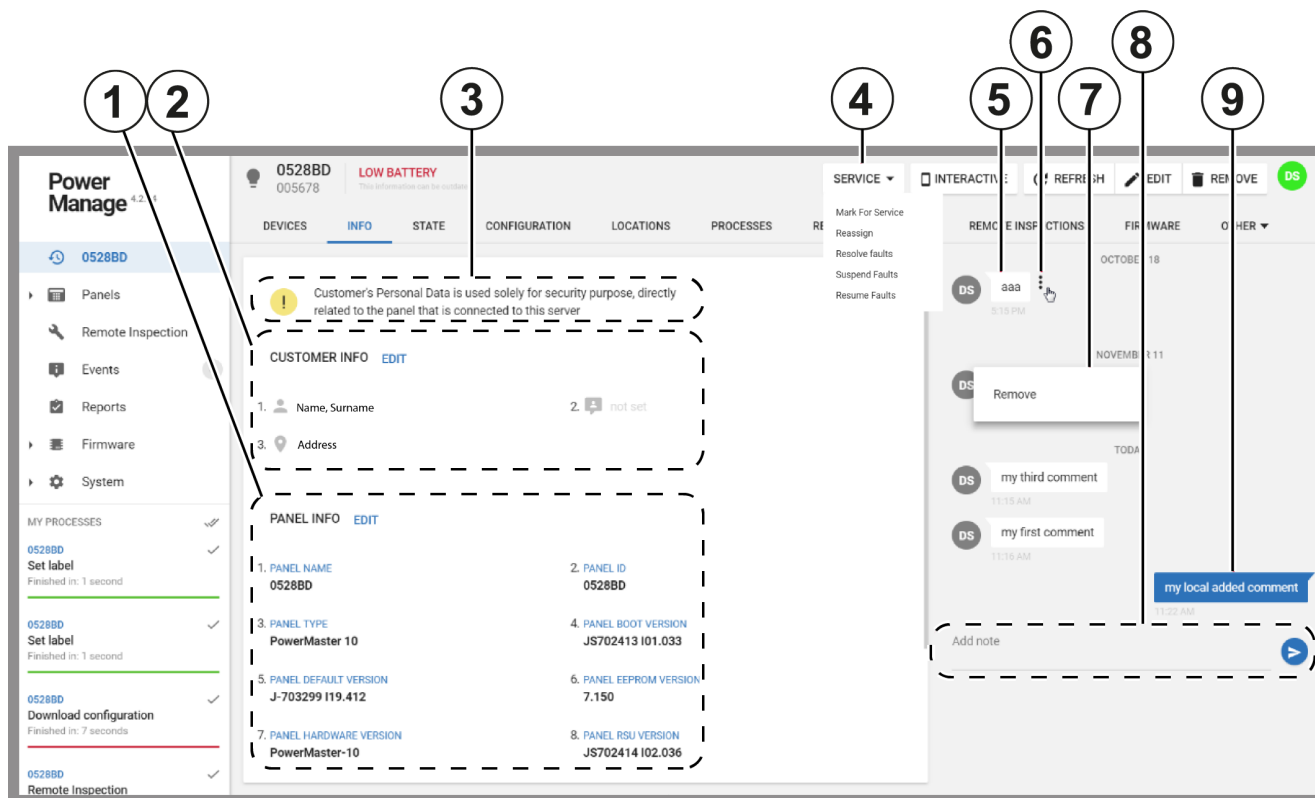 1
2
3
4
5
6
7
8
9
Power
Manage
0528BD
Panels
Remote Inspection
Events
Reports
Firmware
System
MY PROCESSES
0528BD
Set label
Finished in: 1 second
0528BD
Set label
Finished in: 1 second
0528BD
Download configuration
Finished in: 7 seconds
0528BD
Remote Inspection
0528BD
005678
LOW BATTERY
SERVICE
INTERACTIVE
REFRESH
EDIT
REMOVE
DS
DEVICES
INFO
STATE
CONFIGURATION
LOCATIONS
PROCESSES
REMOTE INSPECTIONS
FIRMWARE
OTHER
Mark For Service
Reassign
Resolve faults
Suspend Faults
Resume Faults
! Customer's Personal Data is used solely for security purpose, directly
related to the panel that is connected to this server
CUSTOMER INFO EDIT
1. Name, Surname
2. not set
3. Address
PANEL INFO EDIT
1. PANEL NAME
0528BD
2. PANEL ID
0528BD
3. PANEL TYPE
PowerMaster 10
4. PANEL BOOT VERSION
JS702413 I01.033
5. PANEL DEFAULT VERSION
J-703299 I19.412
6. PANEL EEPROM VERSION
7.150
7. PANEL HARDWARE VERSION
PowerMaster-10
8. PANEL RSU VERSION
JS702414 I02.036
OCTOBER 18
DS
aaa
5:15 PM
NOVEMBER 11
DS
Remove
TODAY
DS
my third comment
11:15 AM
DS
my first comment
11:16 AM
my local added comment
11:22 AM
Add note